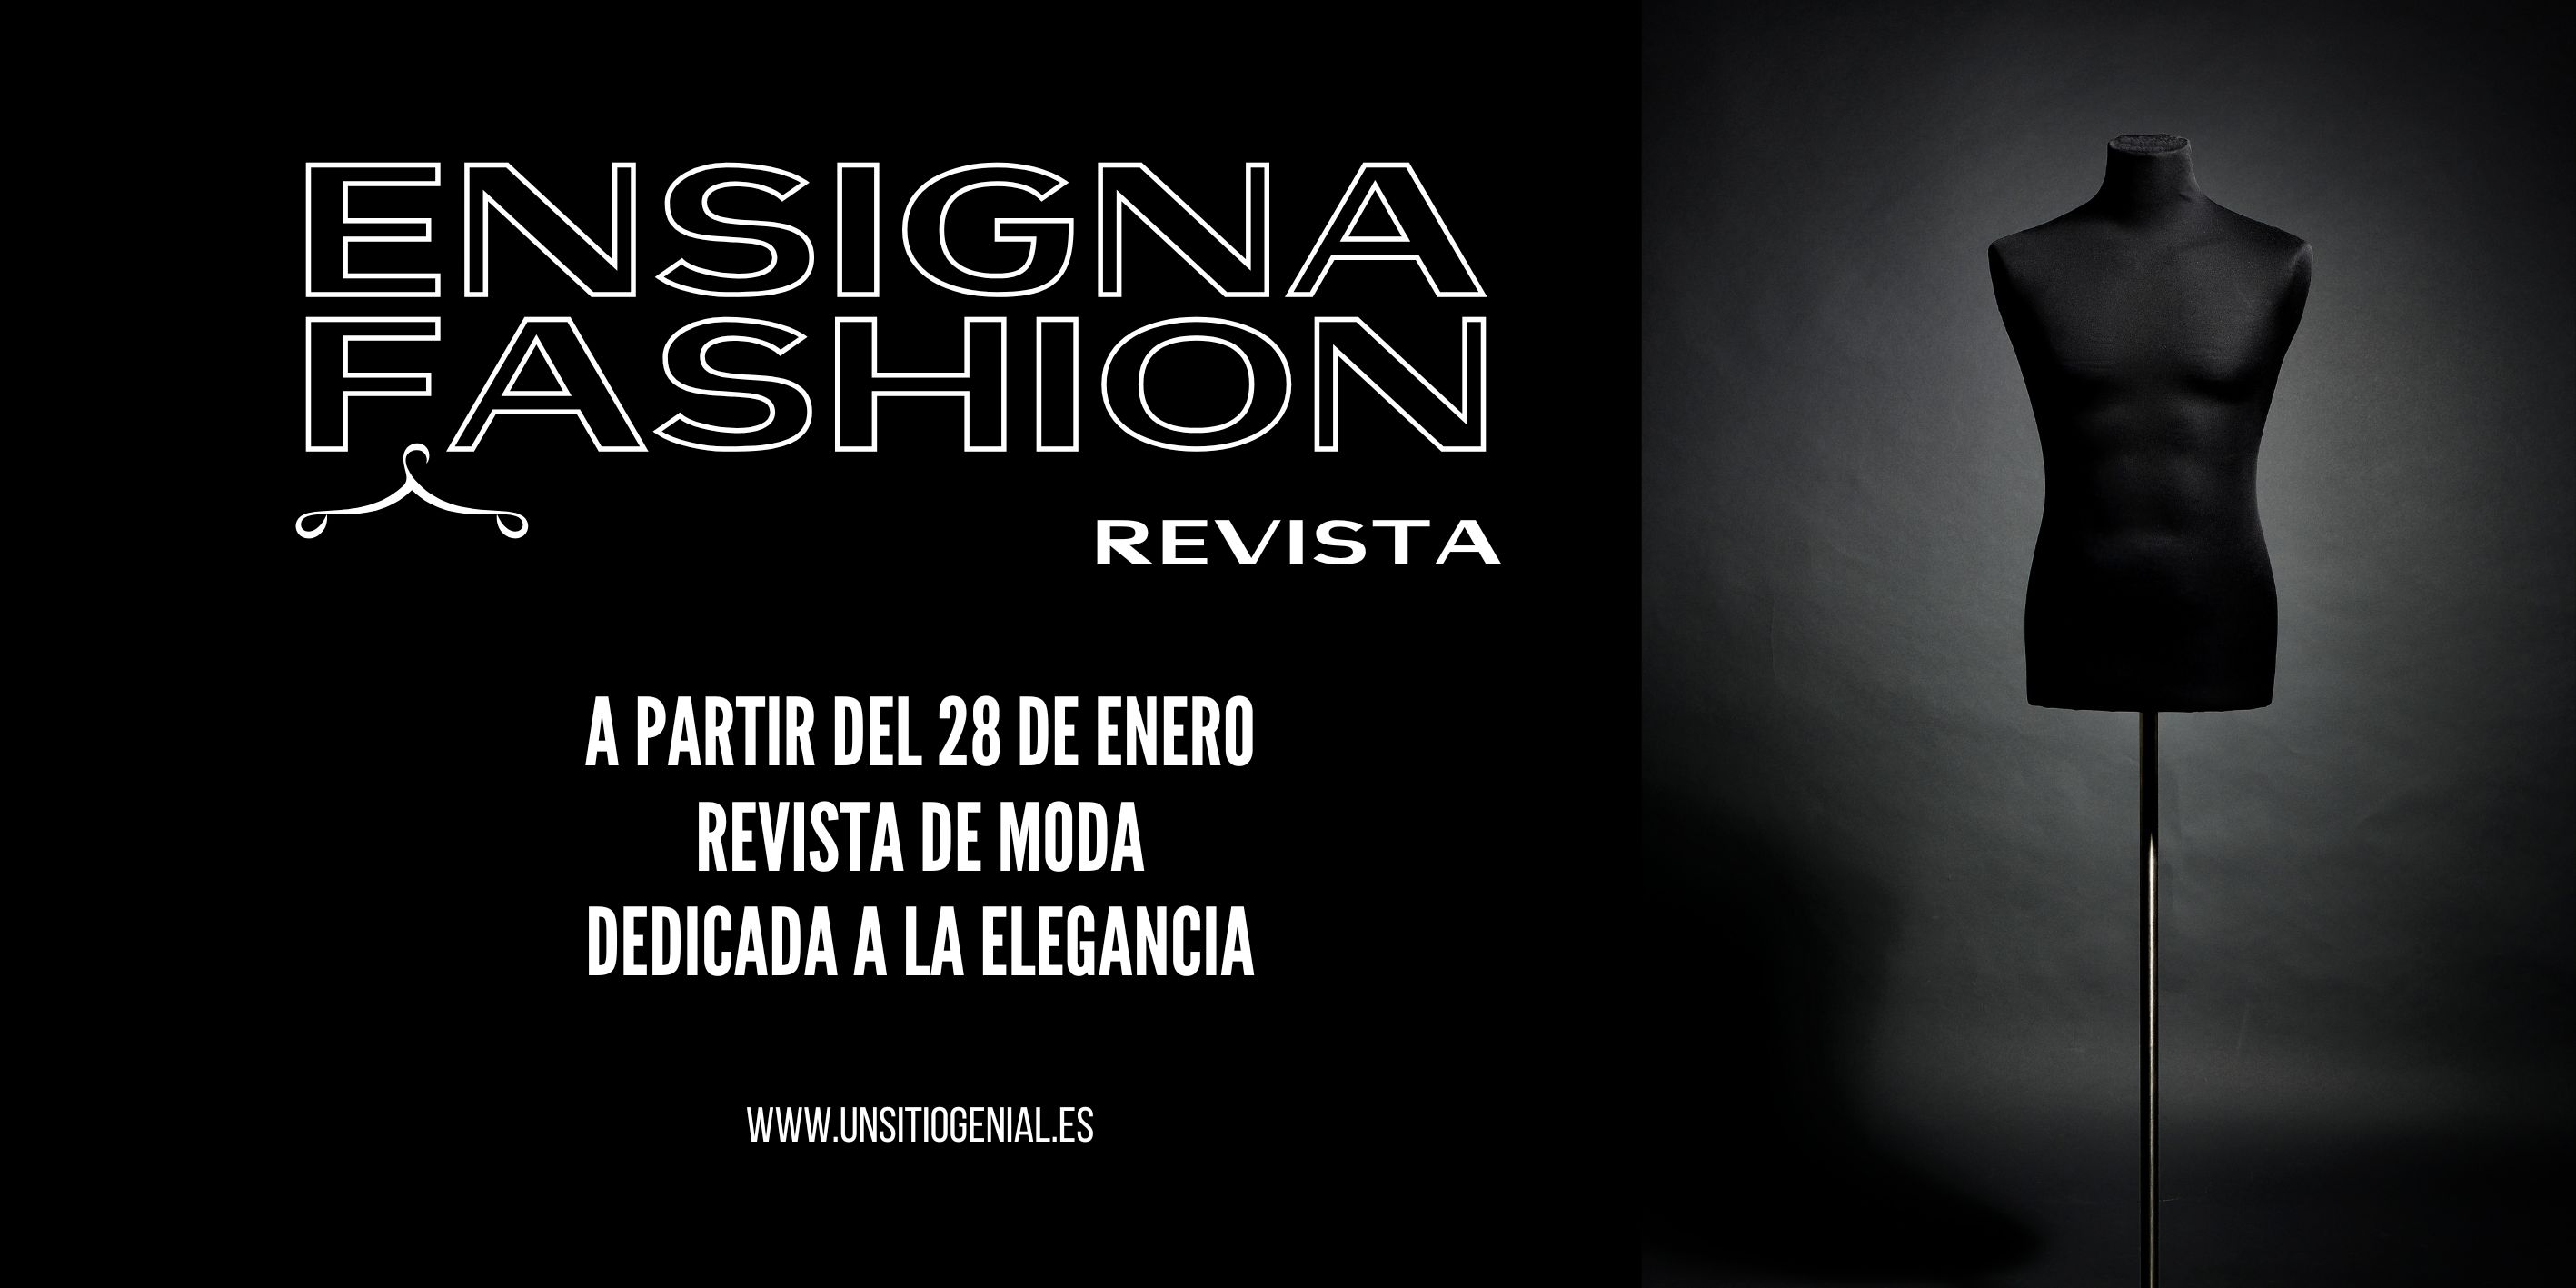 ENSIGNA
FASHION
REVISTA
A PARTIR DEL 28 DE ENERO
REVISTA DE MODA
DEDICADA A LA ELEGANCIA
WWW.UNSITIOGENIAL.ES